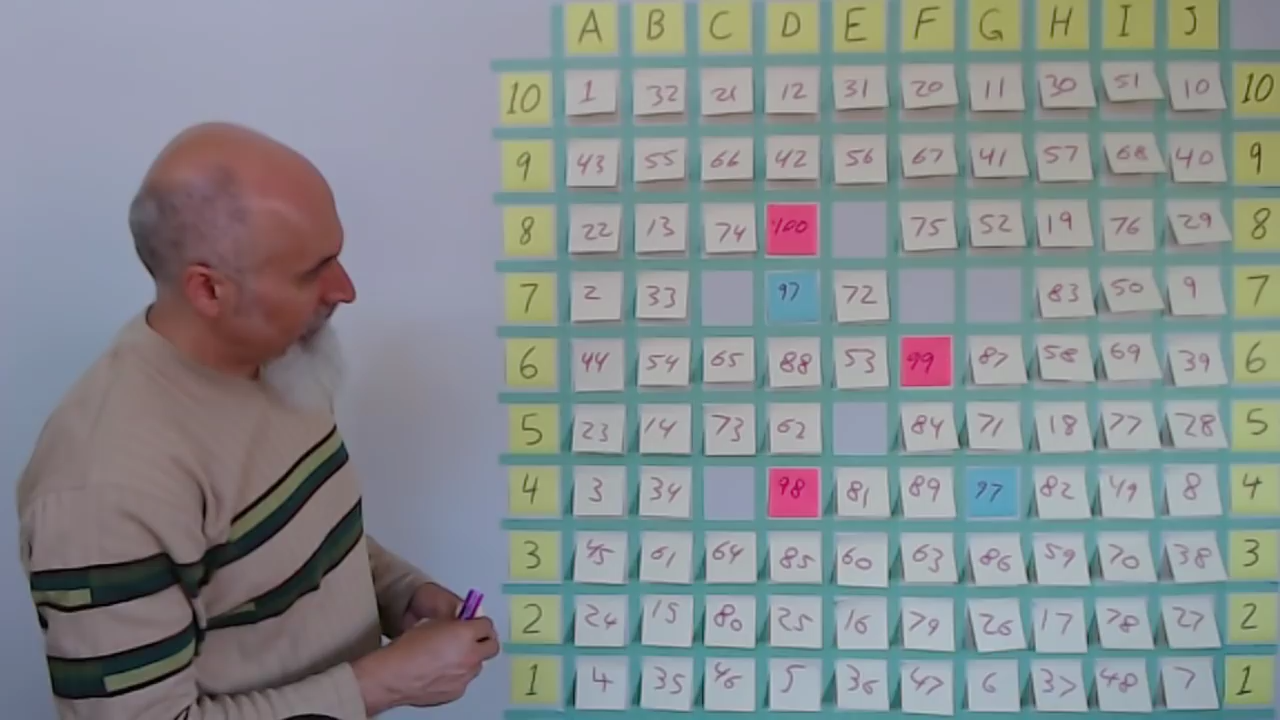 A B C D E F G H I J
10 1 32 21 12 31 20 11 30 51 10 10
9 43 55 66 42 56 67 41 57 68 40 9
8 22 13 74 100 75 52 19 76 29 8
7 2 33 97 72 83 50 9 7
6 44 54 65 88 53 99 87 58 69 39 6
5 23 14 73 62 84 71 18 77 28 5
4 3 34 98 81 89 97 82 49 8 4
3 45 61 64 85 60 63 86 59 70 38 3
2 24 15 80 25 16 79 26 17 78 27 2
1 4 35 46 5 36 47 6 37 48 7 1